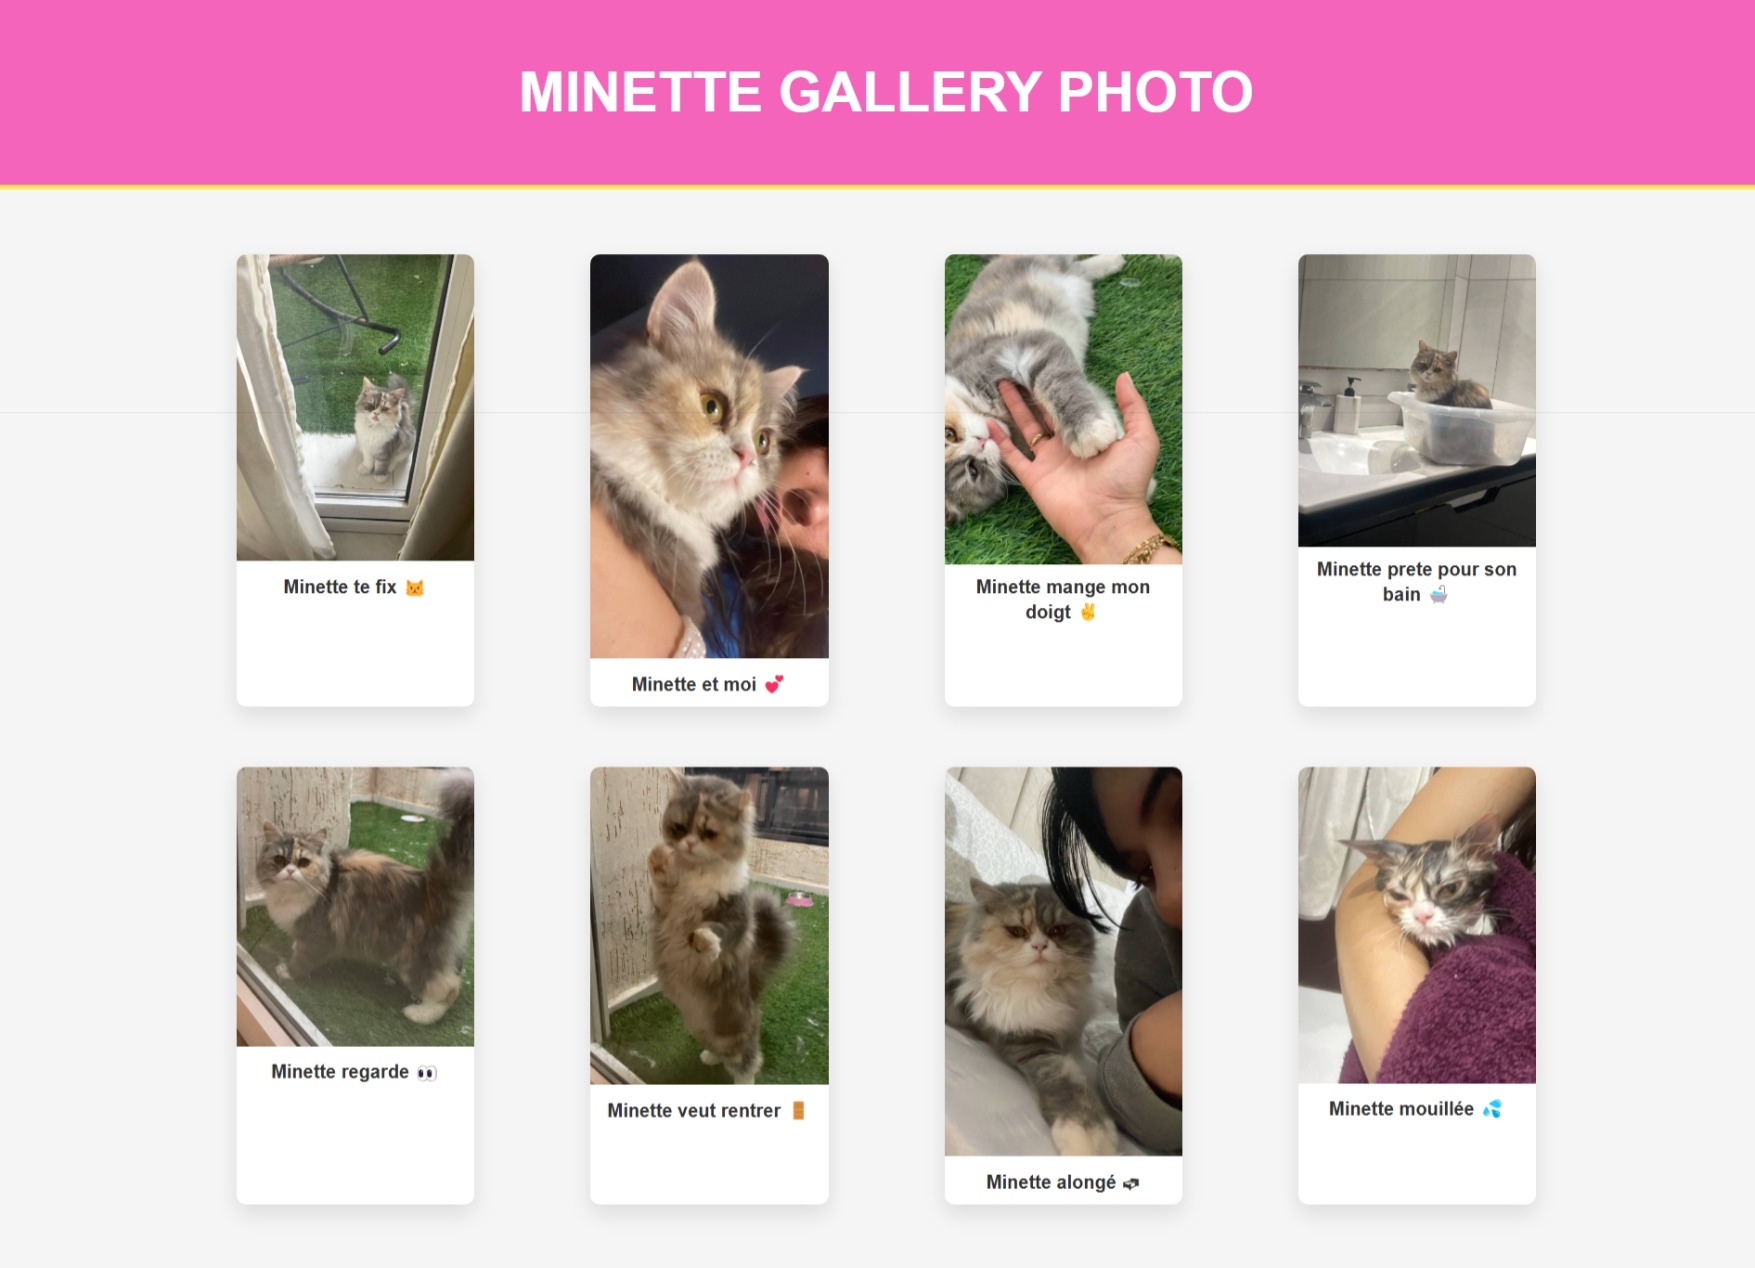 MINETTE GALLERY PHOTO
Minette te fix 😾
Minette et moi 💕
Minette mange mon
doigt ✌️
Minette prete pour son
bain 🛁
Minette regarde 👀
Minette veut rentrer 🚪
Minette alongé 🛏
Minette mouillée 💦